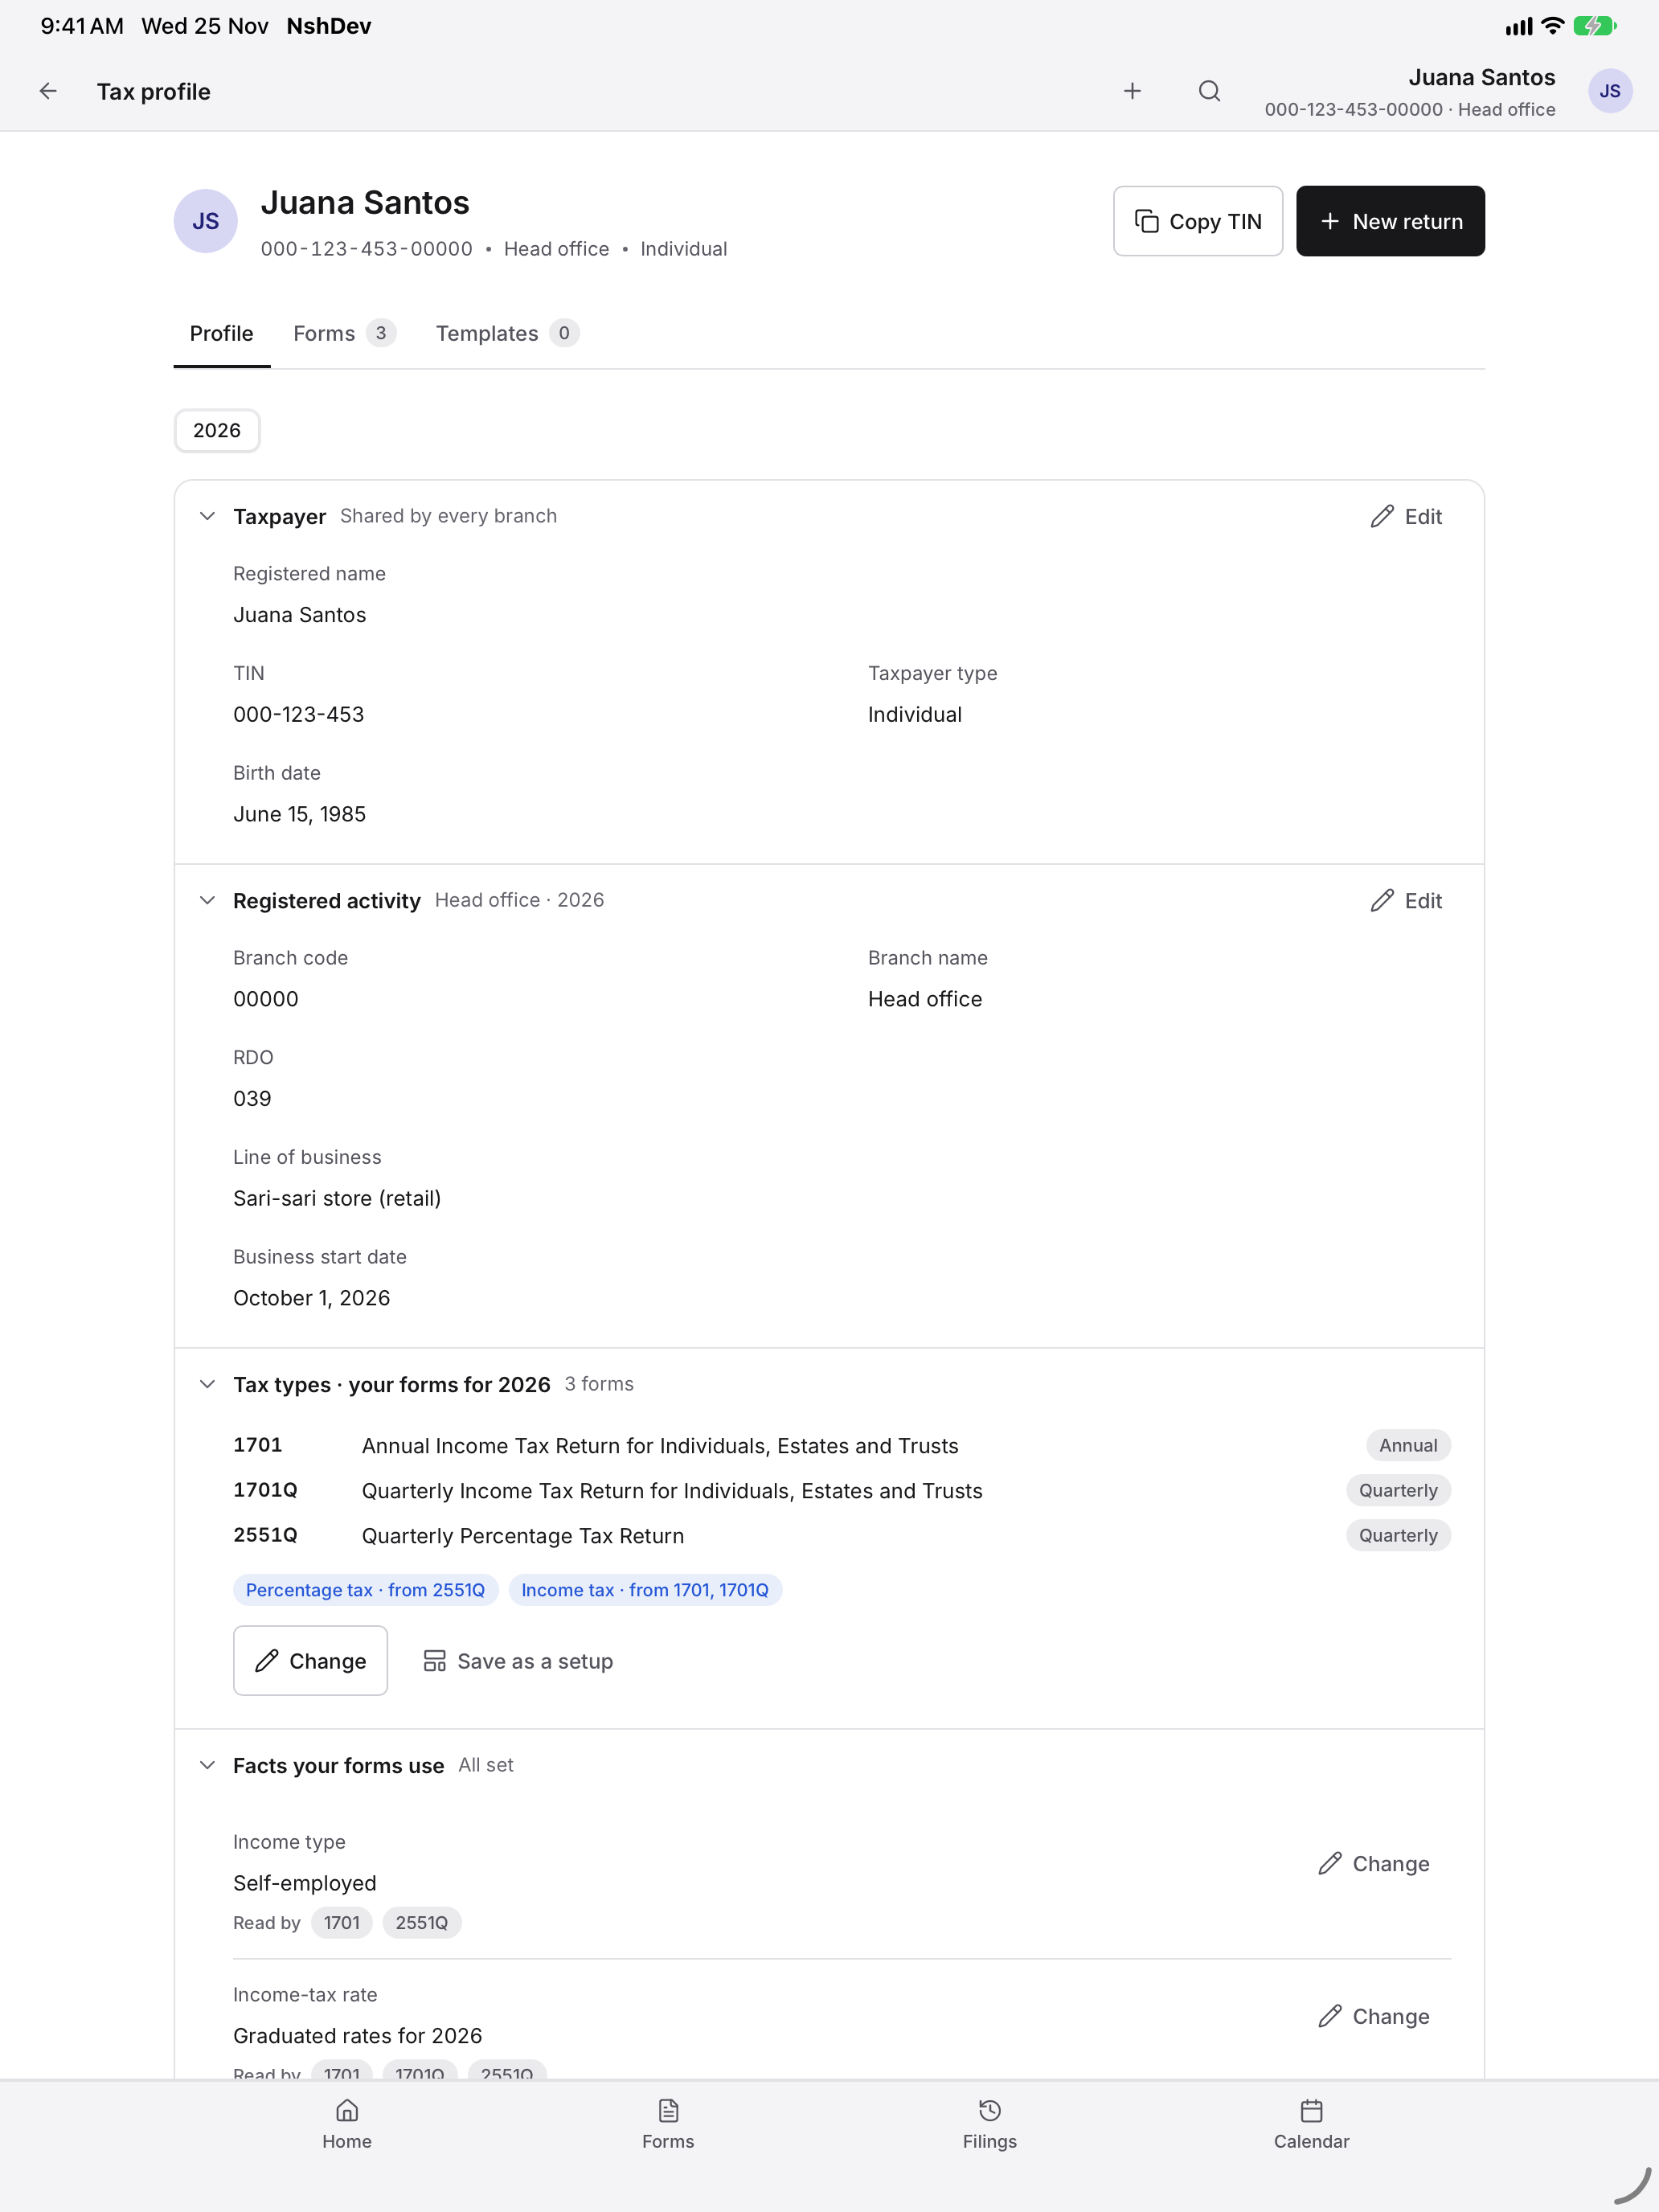 9:41 AM Wed 25 Nov NshDev
Tax profile
Juana Santos
000-123-453-00000 · Head office
JS
JS
Juana Santos
000-123-453-00000 • Head office • Individual
Copy TIN
New return
Profile
Forms 3
Templates 0
2026
Taxpayer Shared by every branch
Edit
Registered name
Juana Santos
TIN
Taxpayer type
000-123-453
Individual
Birth date
June 15, 1985
Registered activity Head office · 2026
Edit
Branch code
Branch name
00000
Head office
RDO
039
Line of business
Sari-sari store (retail)
Business start date
October 1, 2026
Tax types · your forms for 2026 3 forms
1701 Annual Income Tax Return for Individuals, Estates and Trusts Annual
1701Q Quarterly Income Tax Return for Individuals, Estates and Trusts Quarterly
2551Q Quarterly Percentage Tax Return Quarterly
Percentage tax · from 2551Q Income tax · from 1701, 1701Q
Change
Save as a setup
Facts your forms use All set
Income type
Change
Self-employed
Read by 1701 2551Q
Income-tax rate
Change
Graduated rates for 2026
Read by 1701 1701Q 2551Q
Home
Forms
Filings
Calendar